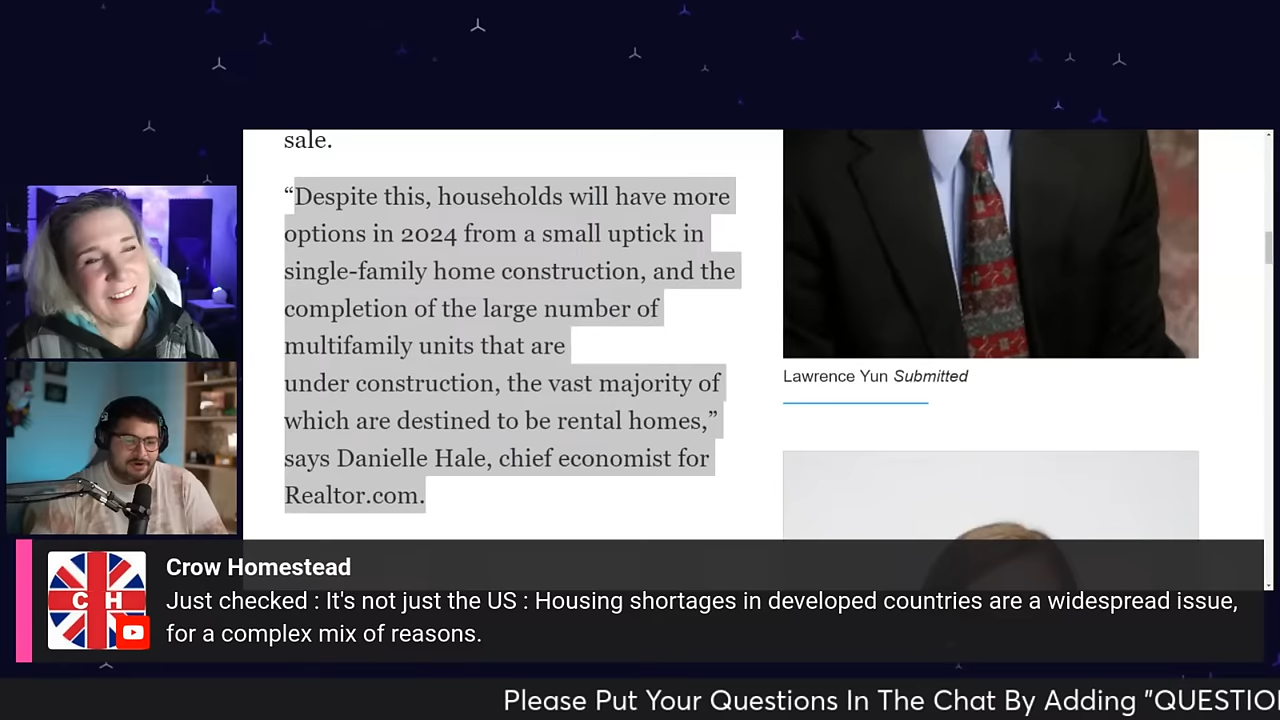 sale.
“Despite this, households will have more
options in 2024 from a small uptick in
single-family home construction, and the
completion of the large number of
multifamily units that are
under construction, the vast majority of
which are destined to be rental homes,”
says Danielle Hale, chief economist for
Realtor.com.
Lawrence Yun Submitted
C H
Crow Homestead
Just checked : It's not just the US : Housing shortages in developed countries are a widespread issue,
for a complex mix of reasons.
Please Put Your Questions In The Chat By Adding "QUESTIO